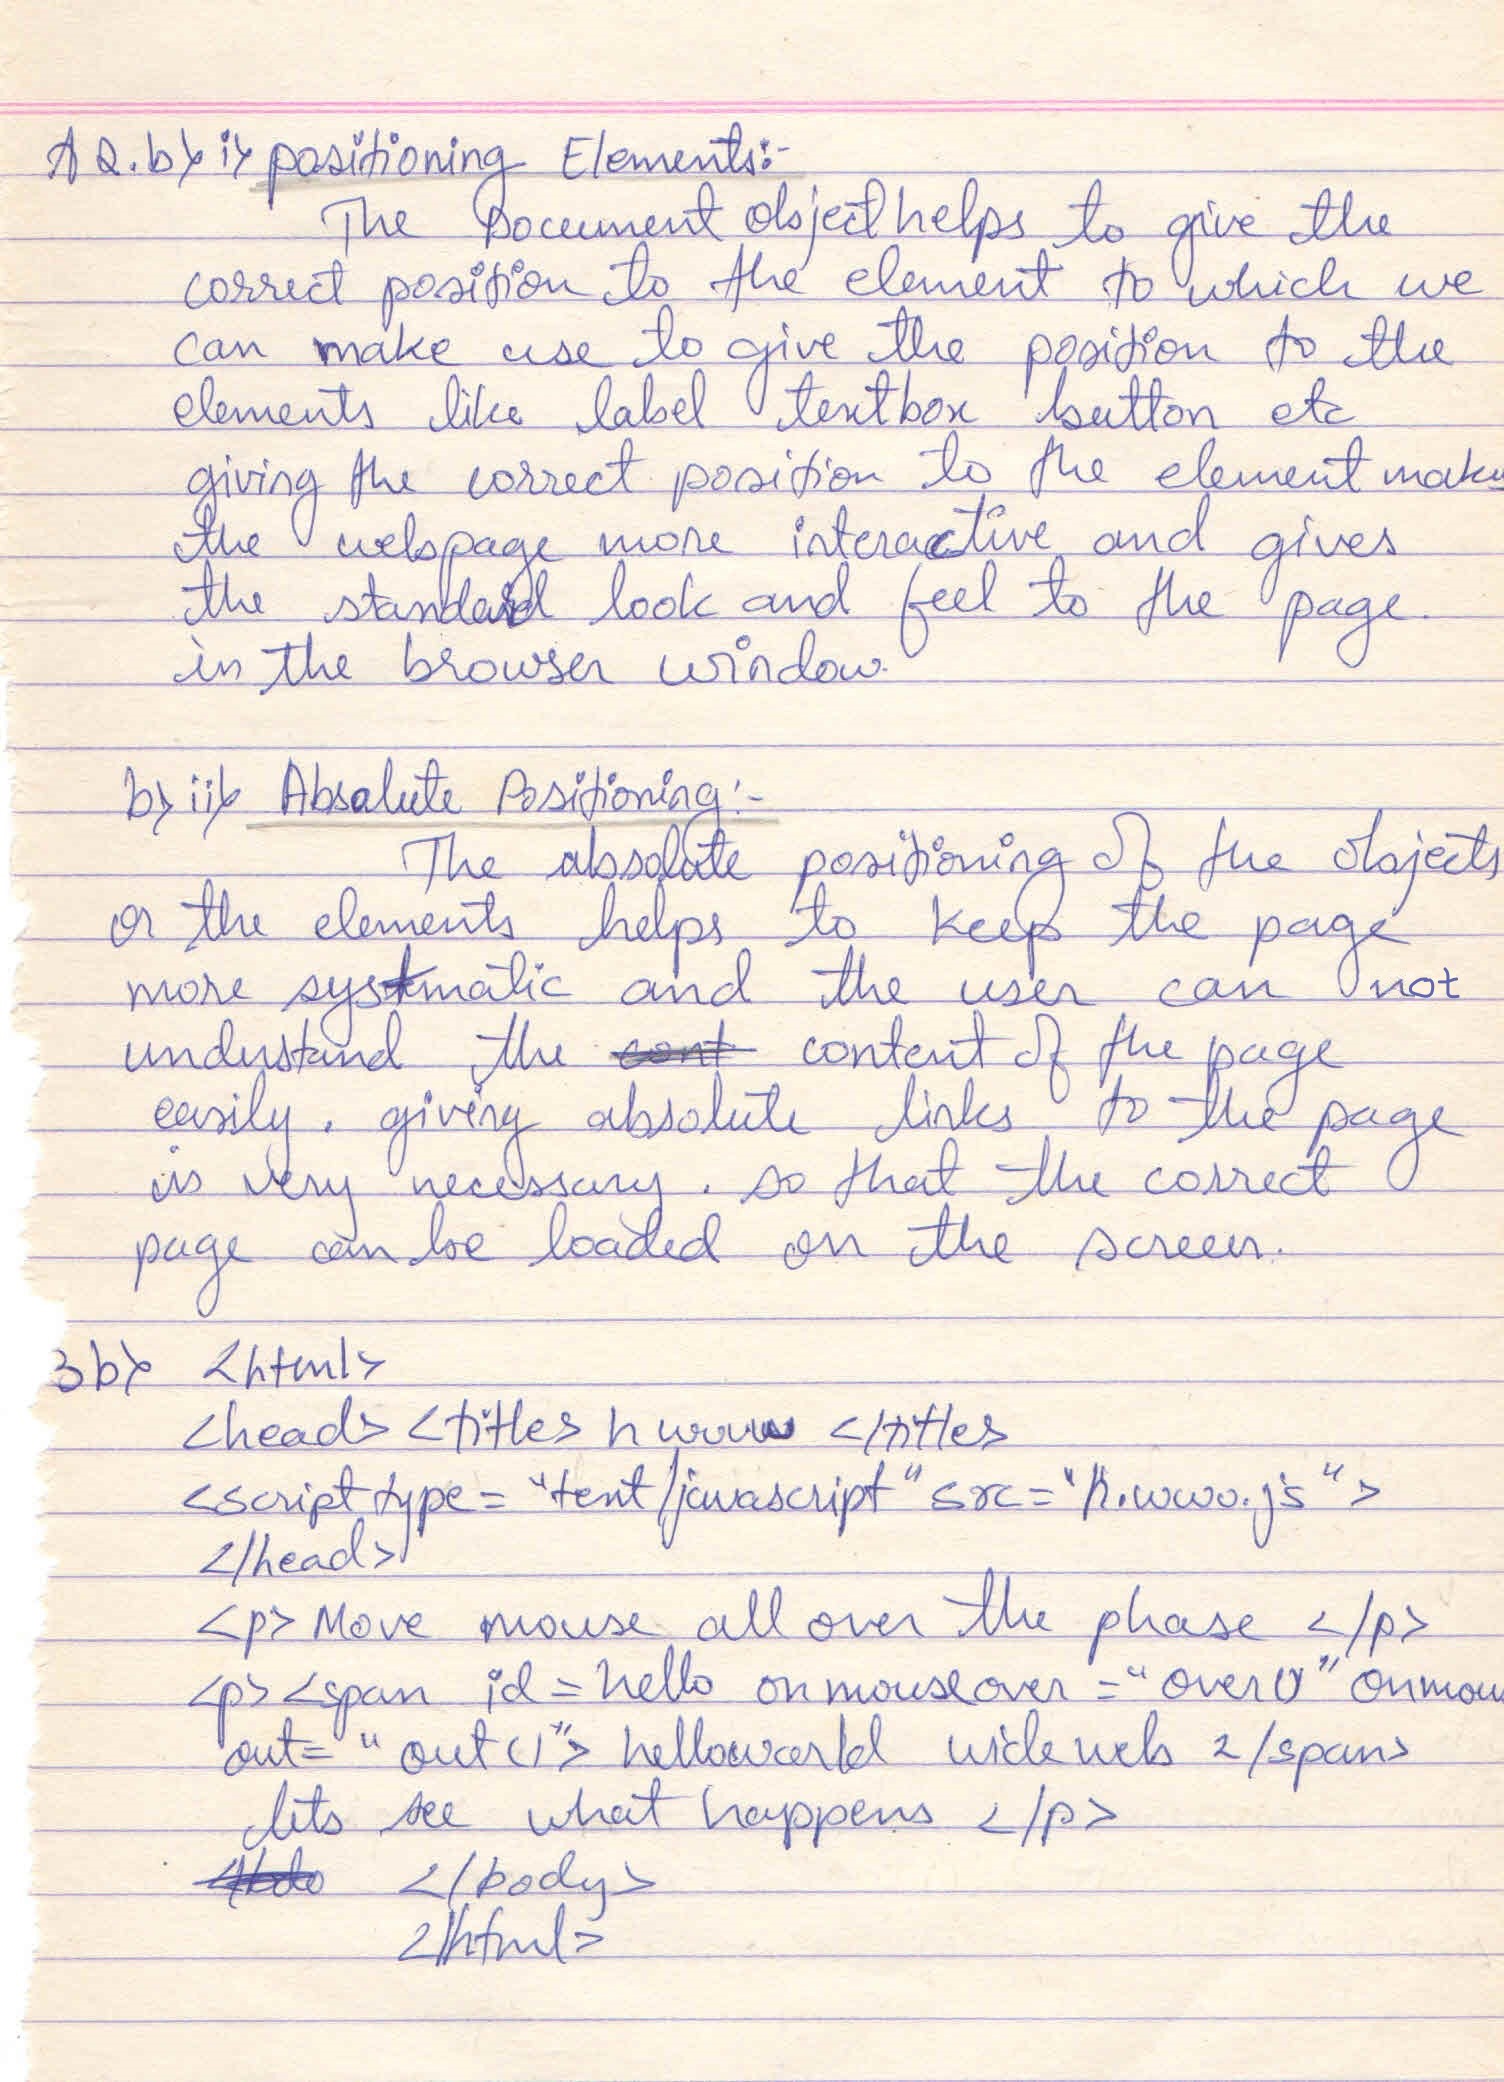 A 2. b> i> positioning Elements:-
The Document object helps to give the
correct position to the element to which we
can make use to give the position to the
elements like label textbox button etc
giving the correct position to the element makes
the webpage more interactive and gives
the standard look and feel to the page.
in the browser window.
b> ii> Absolute Positioning:-
The absolute positioning of the objects
or the elements helps to keep the page
more systmatic and the user can not
understand the cont content of the page
easily. giving absolute links to the page
is very necessary. so that the correct
page can be loaded on the screen.
3b> <html>
<head> <title> h www </title>
<script type = "text/javascript" src = "h.www.js">
</head>
<p> Move mouse all over the phase </p>
<p> <span id = hello onmouseover = "over()" onmou
out = "out()"> helloworld wide web </span>
lets see what happens </p>
</body>
</html>